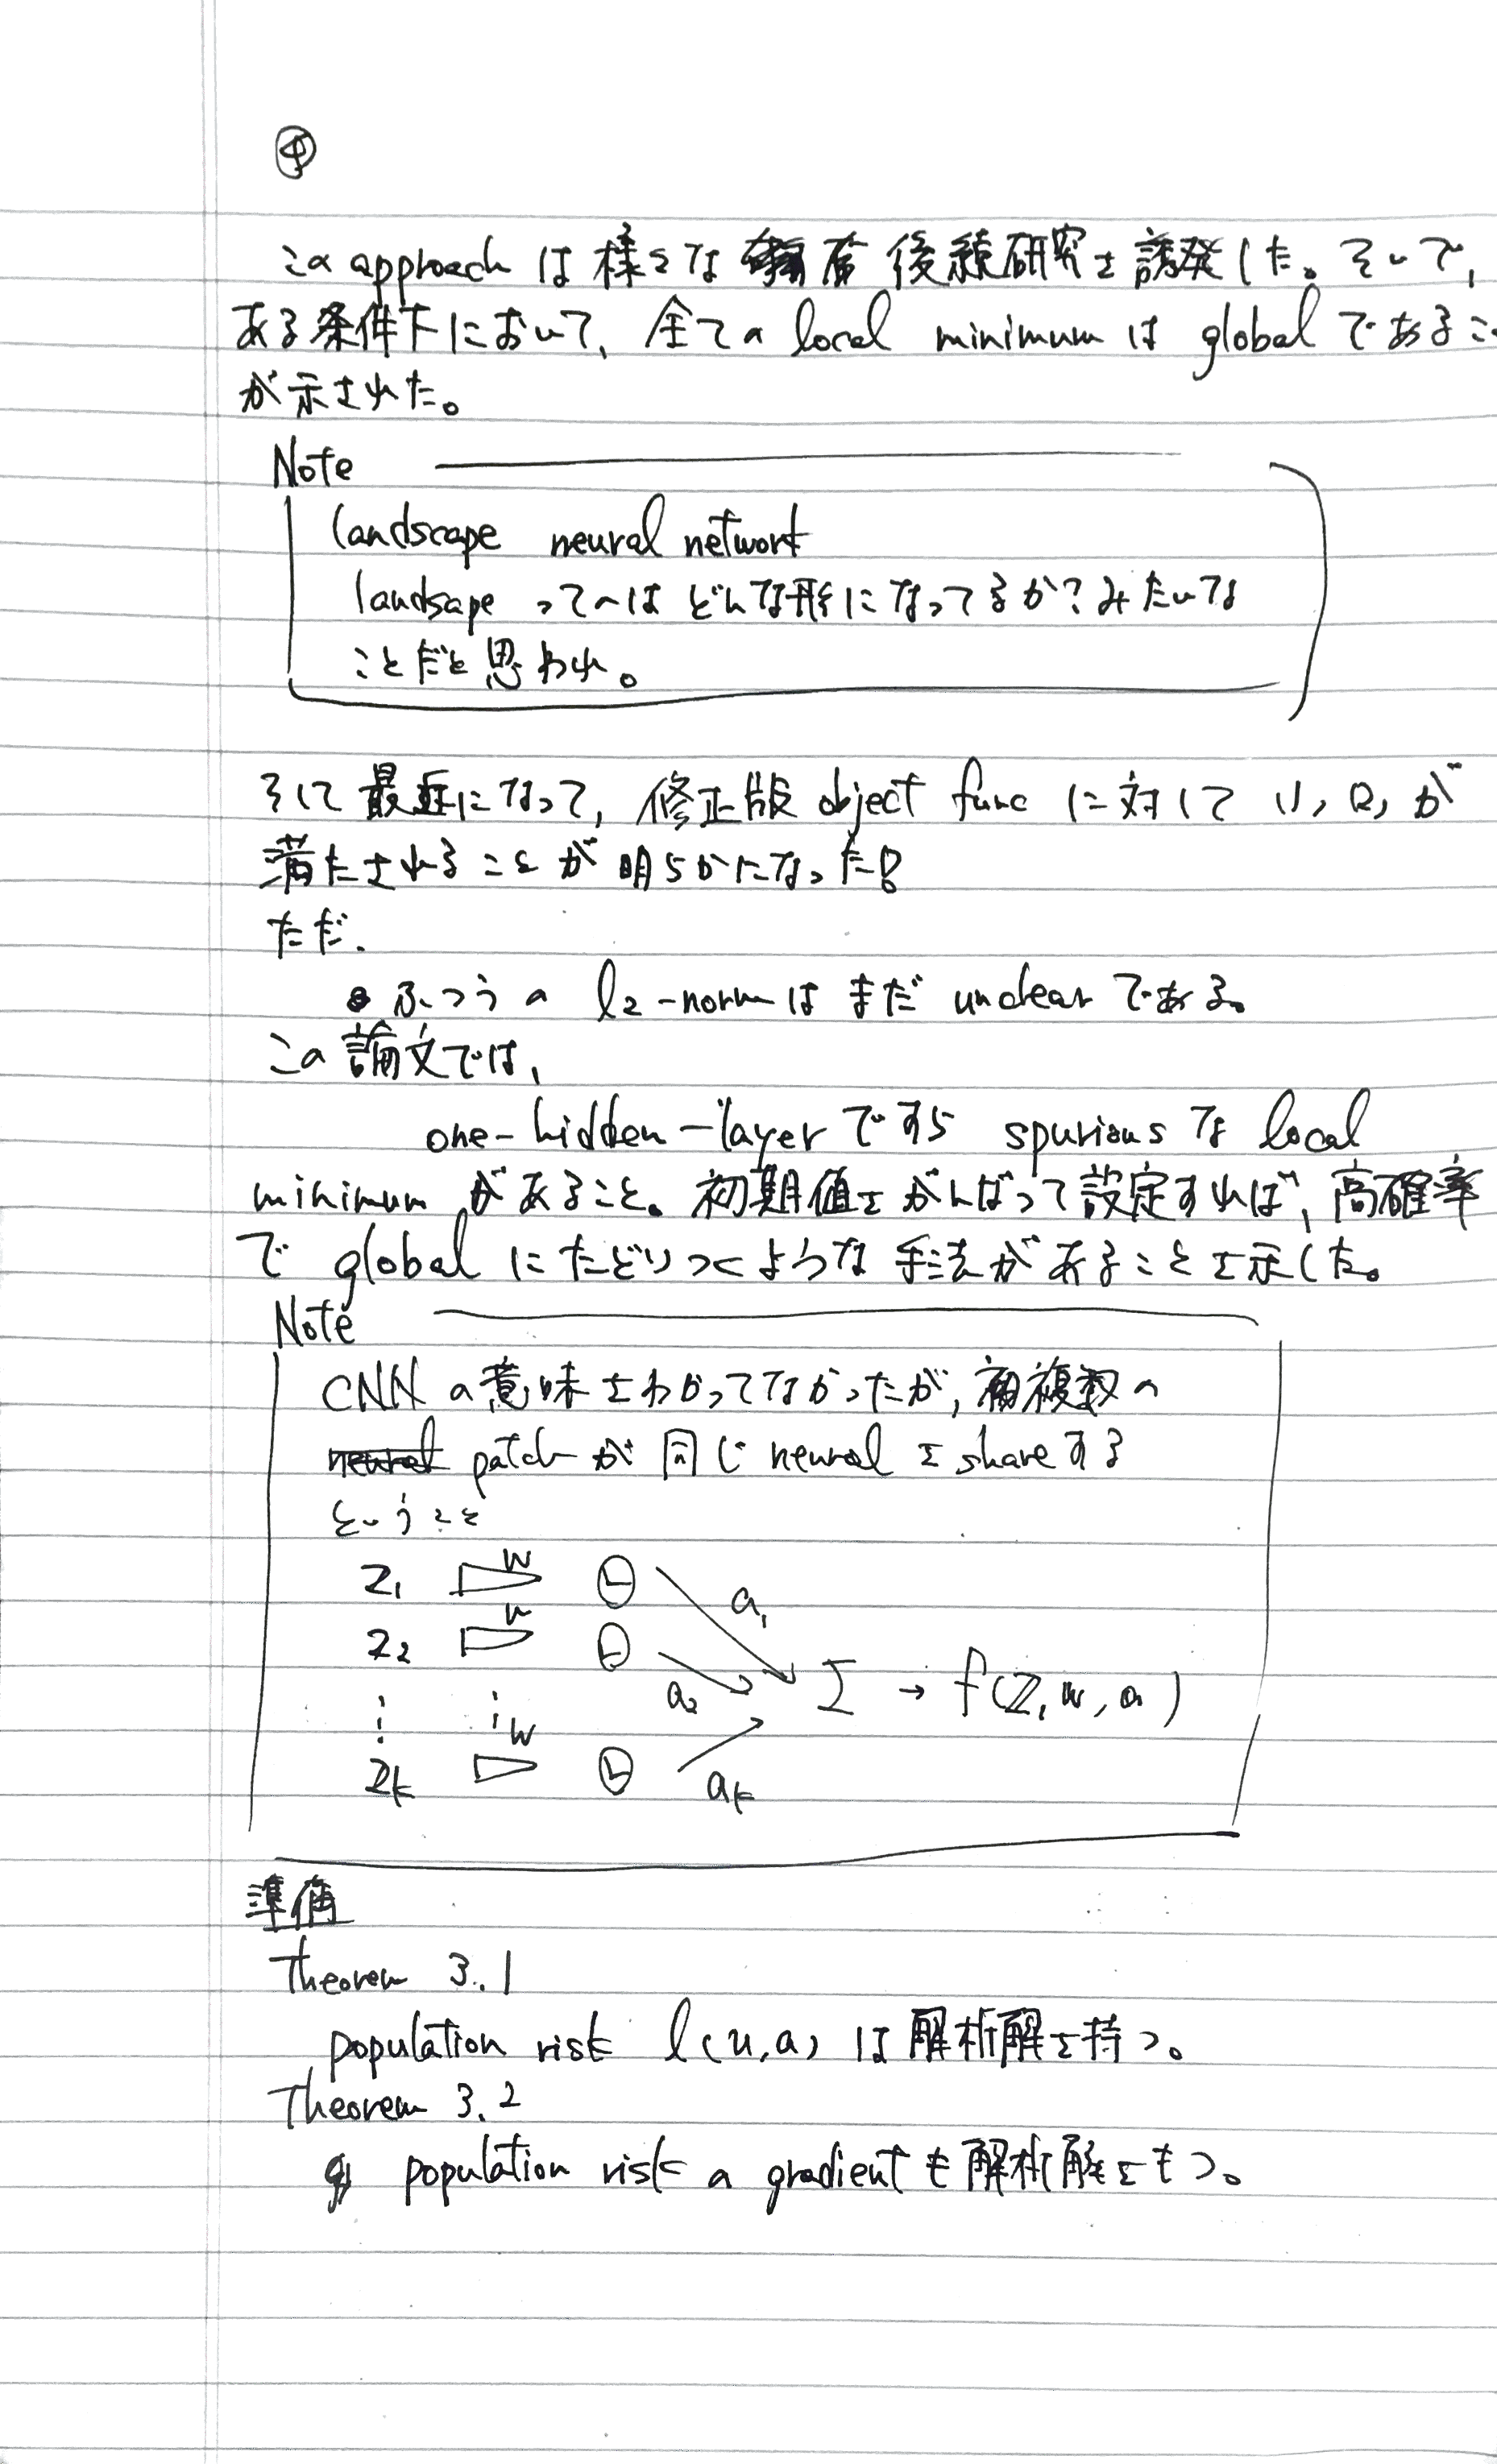 ④
このapproachは様々な後続研究を誘発した。そして、
ある条件下において、全てのlocal minimumはglobalであるこ
が示された。
Note
landscape neural network
landsapeってのはどんな形になってるか?みたいな
ことだと思われ。
そして最近になって、修正版object funcに対して(1),(2)が
満たされることが明らかになった!
ただ、
・ふつうのl2-normはまだunclearである。
この論文では、
one-hidden-layerですらspuriousなlocal
minimumがあること。初期値をがんばって設定すれば、高確率
でglobalにたどりつくような手法があることを示した。
Note
CNNの意味をわかってなかったが、複数の
patchが同じneuralをshareする
ということ
Z1 w a1
Z2 w a2 Σ → f(Z, w, a)
⋮ ⋮
Zk w ak
準備
Theorem 3.1
population risk l(u,a)は解析解を持つ。
Theorem 3.2
population riskのgradientも解析解をもつ。